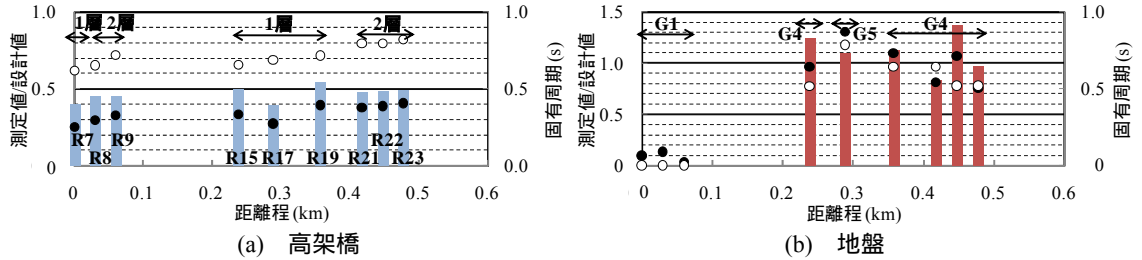 1.0
0.5
0
測定値/設計値
1層 2層
1層
2層
R7
R8
R9
R15
R17
R19
R21
R22
R23
1.0
0.5
0.0
固有周期 (s)
0 0.1 0.2 0.3 0.4 0.5 0.6
距離程 (km)
(a) 高架橋
1.5
1.0
0.5
0.0
測定値/設計値
G1
G4
G5
G4
1.0
0.5
0.0
固有周期 (s)
0 0.1 0.2 0.3 0.4 0.5 0.6
距離程 (km)
(b) 地盤